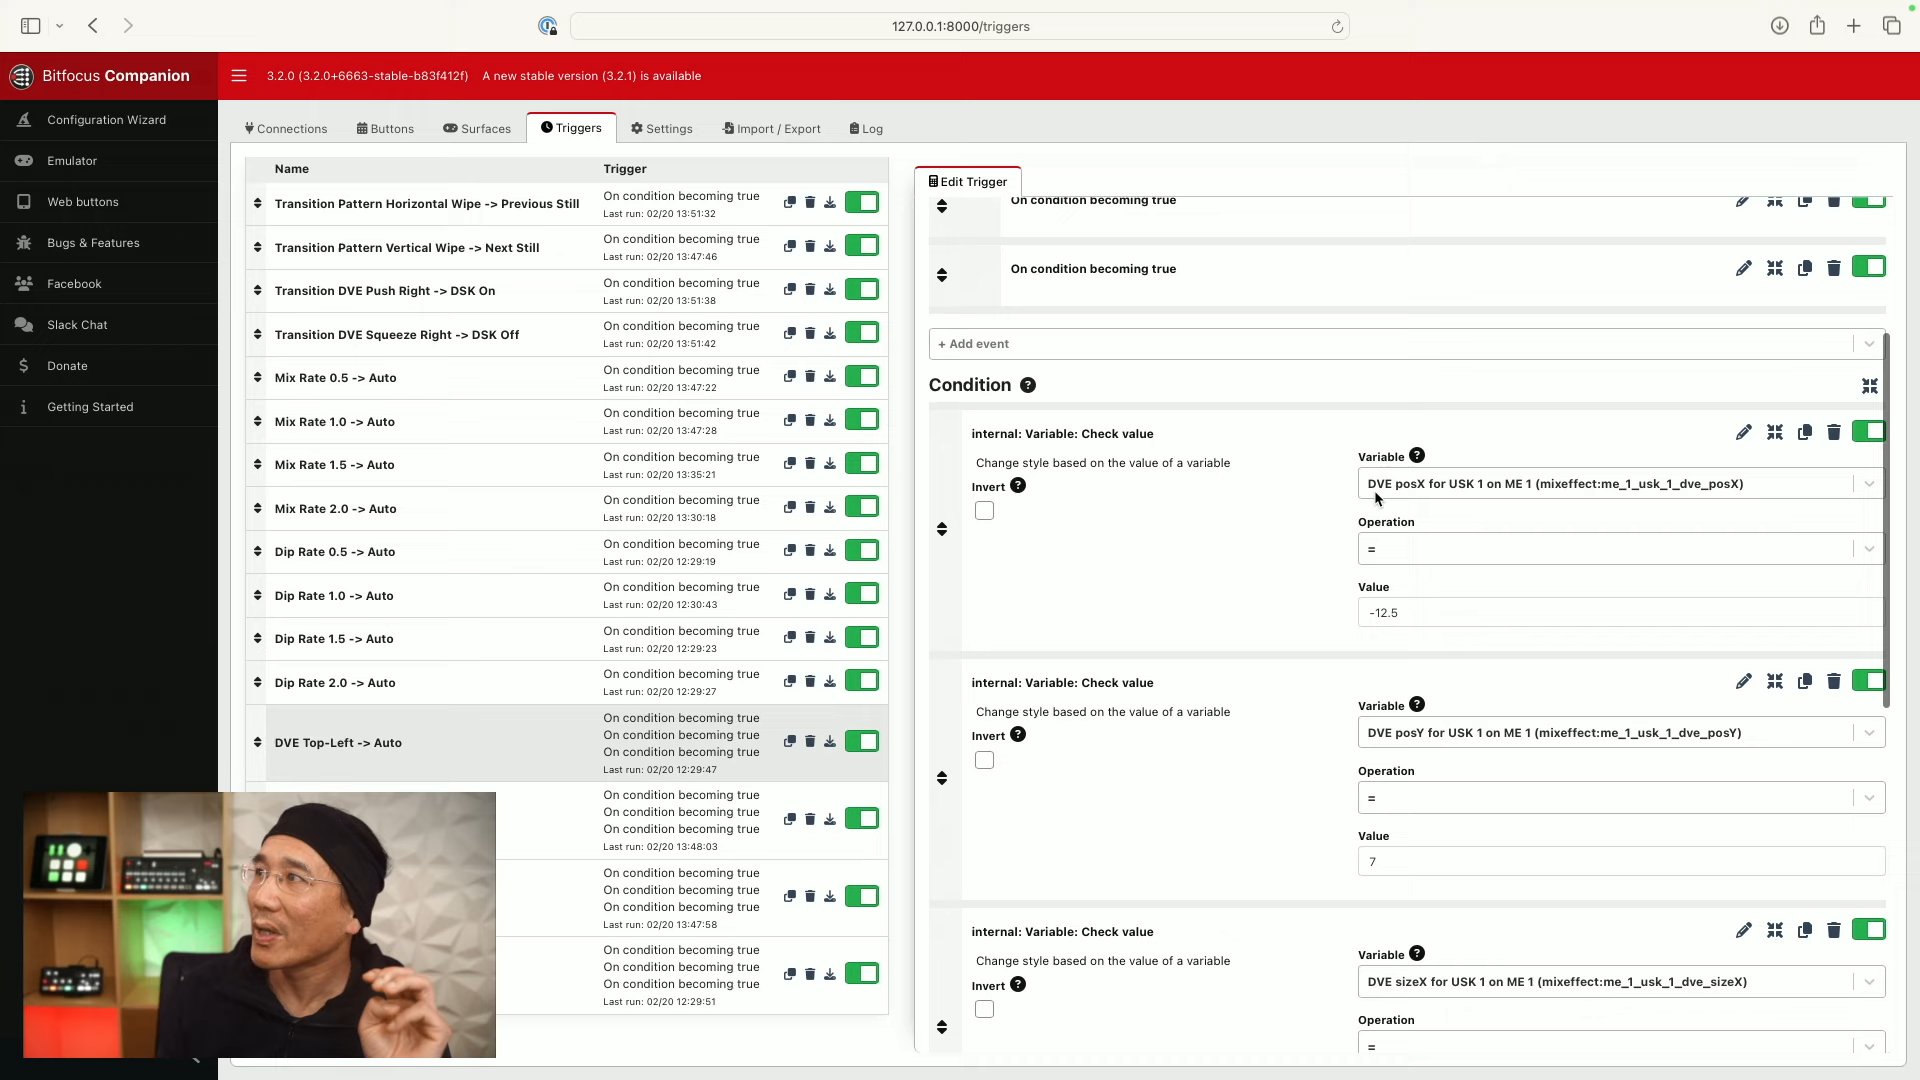 127.0.0.1:8000/triggers
Bitfocus Companion
3.2.0 (3.2.0+6663-stable-b83f412f) A new stable version (3.2.1) is available
Configuration Wizard
Emulator
Web buttons
Bugs & Features
Facebook
Slack Chat
Donate
Getting Started
Connections Buttons Surfaces Triggers Settings Import / Export Log
Name Trigger
Transition Pattern Horizontal Wipe -> Previous Still
On condition becoming true
Last run: 02/20 13:51:32
Transition Pattern Vertical Wipe -> Next Still
On condition becoming true
Last run: 02/20 13:47:46
Transition DVE Push Right -> DSK On
On condition becoming true
Last run: 02/20 13:51:38
Transition DVE Squeeze Right -> DSK Off
On condition becoming true
Last run: 02/20 13:51:42
Mix Rate 0.5 -> Auto
On condition becoming true
Last run: 02/20 13:47:22
Mix Rate 1.0 -> Auto
On condition becoming true
Last run: 02/20 13:47:28
Mix Rate 1.5 -> Auto
On condition becoming true
Last run: 02/20 13:35:21
Mix Rate 2.0 -> Auto
On condition becoming true
Last run: 02/20 13:30:18
Dip Rate 0.5 -> Auto
On condition becoming true
Last run: 02/20 12:29:19
Dip Rate 1.0 -> Auto
On condition becoming true
Last run: 02/20 12:30:43
Dip Rate 1.5 -> Auto
On condition becoming true
Last run: 02/20 12:29:23
Dip Rate 2.0 -> Auto
On condition becoming true
Last run: 02/20 12:29:27
DVE Top-Left -> Auto
On condition becoming true
On condition becoming true
On condition becoming true
Last run: 02/20 12:29:47
On condition becoming true
On condition becoming true
On condition becoming true
Last run: 02/20 13:48:03
On condition becoming true
On condition becoming true
On condition becoming true
Last run: 02/20 13:47:58
On condition becoming true
On condition becoming true
On condition becoming true
Last run: 02/20 12:29:51
Edit Trigger
On condition becoming true
On condition becoming true
+ Add event
Condition ?
internal: Variable: Check value
Change style based on the value of a variable
Invert ?
Variable ?
DVE posX for USK 1 on ME 1 (mixeffect:me_1_usk_1_dve_posX)
Operation
=
Value
-12.5
internal: Variable: Check value
Change style based on the value of a variable
Invert ?
Variable ?
DVE posY for USK 1 on ME 1 (mixeffect:me_1_usk_1_dve_posY)
Operation
=
Value
7
internal: Variable: Check value
Change style based on the value of a variable
Invert ?
Variable ?
DVE sizeX for USK 1 on ME 1 (mixeffect:me_1_usk_1_dve_sizeX)
Operation
=